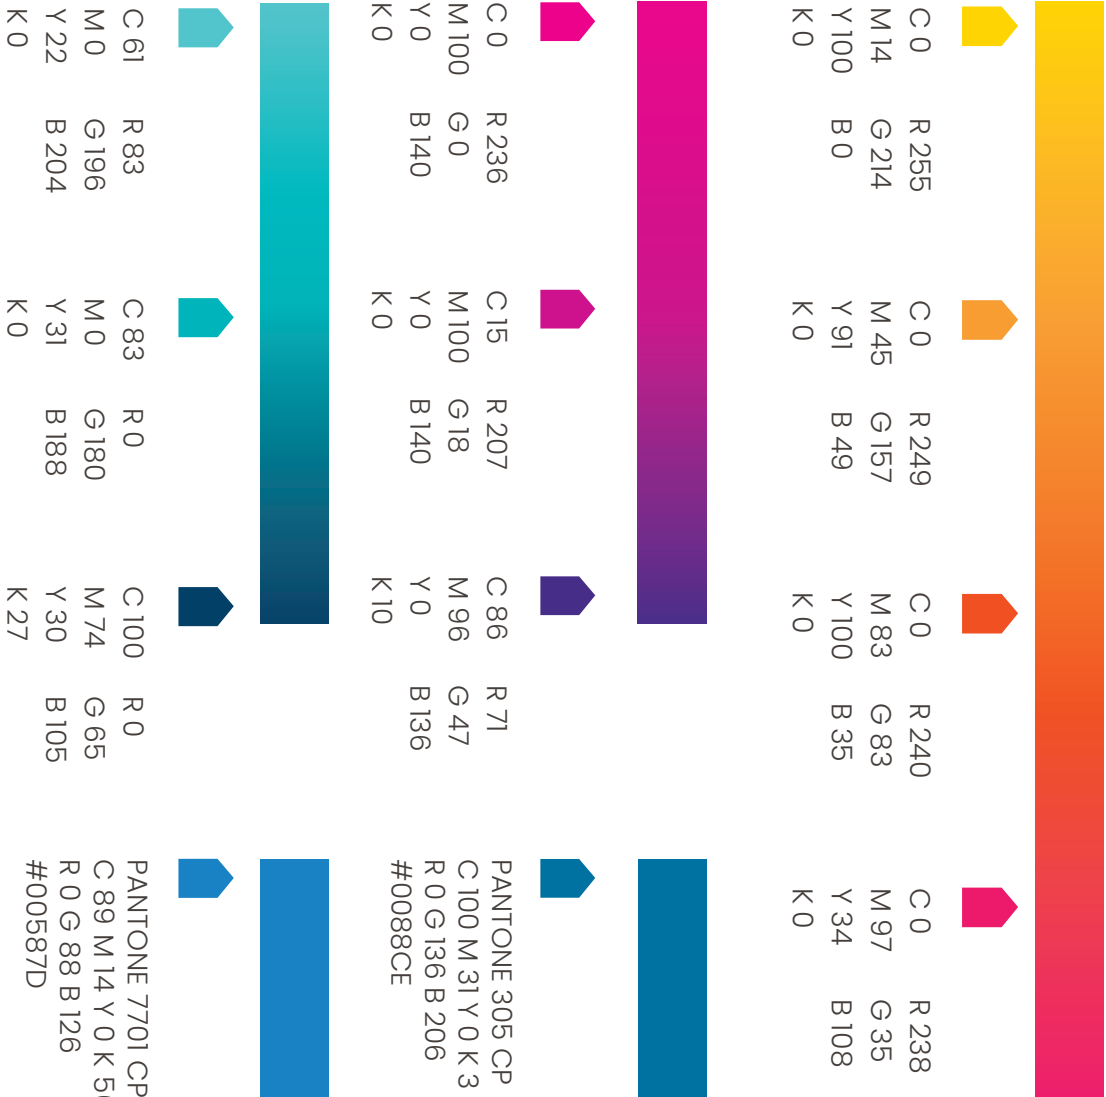 C 0 R 255
M 14 G 214
Y 100 B 0
K 0
C 0 R 249
M 45 G 157
Y 91 B 49
K 0
C 0 R 240
M 83 G 83
Y 100 B 35
K 0
C 0 R 238
M 97 G 35
Y 34 B 108
K 0
C 0 R 236
M 100 G 0
Y 0 B 140
K 0
C 15 R 207
M 100 G 18
Y 0 B 140
K 0
C 86 R 71
M 96 G 47
Y 0 B 136
K 10
PANTONE 305 CP
C 100 M 31 Y 0 K 3
R 0 G 136 B 206
#0088CE
C 61 R 83
M 0 G 196
Y 22 B 204
K 0
C 83 R 0
M 0 G 180
Y 31 B 188
K 0
C 100 R 0
M 74 G 65
Y 30 B 105
K 27
PANTONE 7701 CP
C 89 M 14 Y 0 K
R 0 G 88 B 126
#00587D